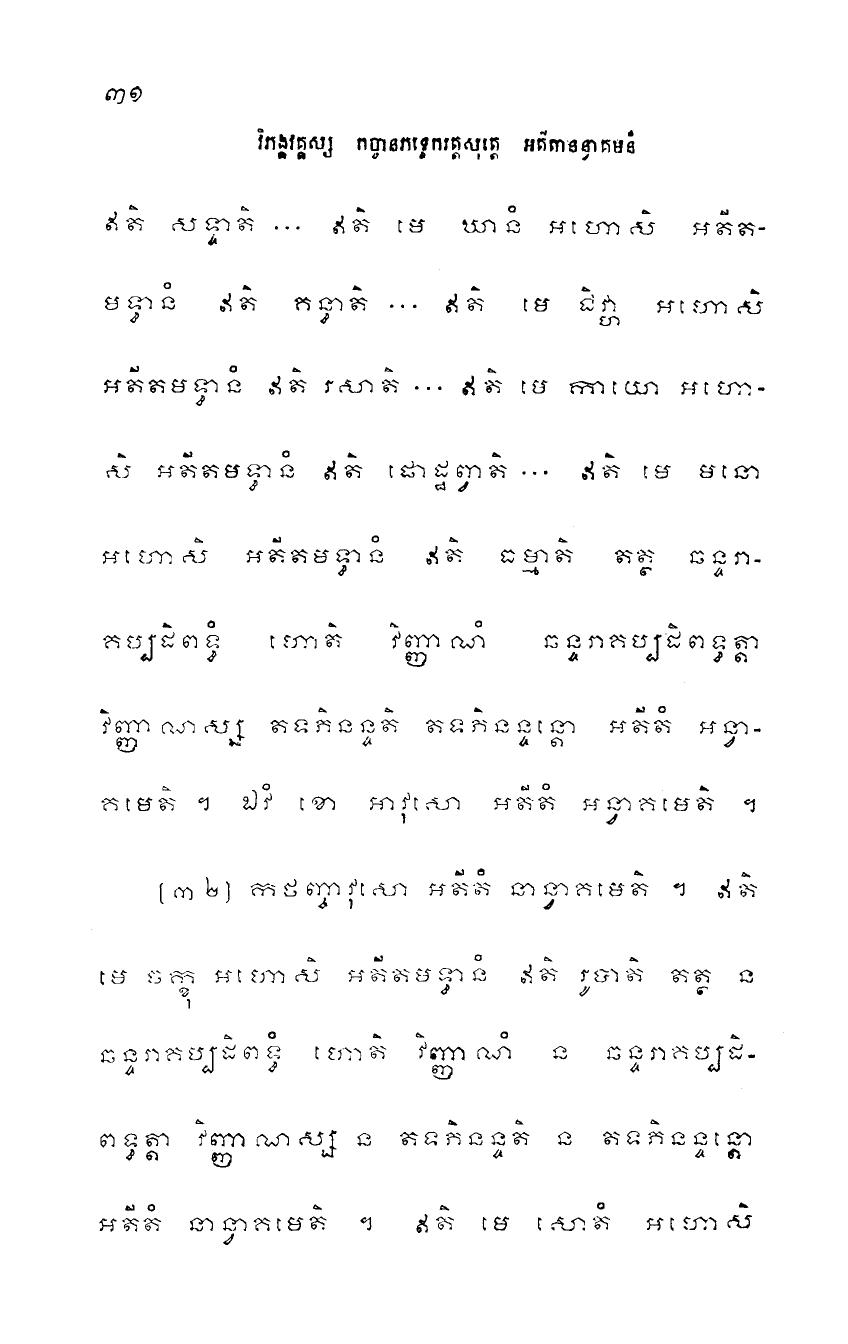 ៣១
វិភង្គវគ្គស្ស កច្ចានភទ្ទេករត្តសុត្តេ អតីតានន្វាគមនំ
ឥតិ សទ្ទាតិ ... ឥតិ មេ ឃានំ អហោសិ អតីត-
មទ្ធានំ ឥតិ គន្ធាតិ ... ឥតិ មេ ជិវ្ហា អហោសិ
អតីតមទ្ធានំ ឥតិ រសាតិ ... ឥតិ មេ កាយោ អហោ-
សិ អតីតមទ្ធានំ ឥតិ ផោដ្ឋព្វាតិ ... ឥតិ មេ មនោ
អហោសិ អតីតមទ្ធានំ ឥតិ ធម្មាតិ តត្ថ ឆន្ទរា-
គប្បដិពទ្ធំ ហោតិ វិញ្ញាណំ ឆន្ទរាគប្បដិពទ្ធត្តា
វិញ្ញាណស្ស តទភិនន្ទតិ តទភិនន្ទន្តោ អតីតំ អន្វា-
គមេតិ ។ ឯវំ ខោ អាវុសោ អតីតំ អន្វាគមេតិ ។
(៣២) កថញ្ចាវុសោ អតីតំ នាន្វាគមេតិ ។ ឥតិ
មេ ចក្ខុ អហោសិ អតីតមទ្ធានំ ឥតិ រូបាតិ តត្ថ ន
ឆន្ទរាគប្បដិពទ្ធំ ហោតិ វិញ្ញាណំ ន ឆន្ទរាគប្បដិ-
ពទ្ធត្តា វិញ្ញាណស្ស ន តទភិនន្ទតិ ន តទភិនន្ទន្តោ
អតីតំ នាន្វាគមេតិ ។ ឥតិ មេ សោតំ អហោសិ